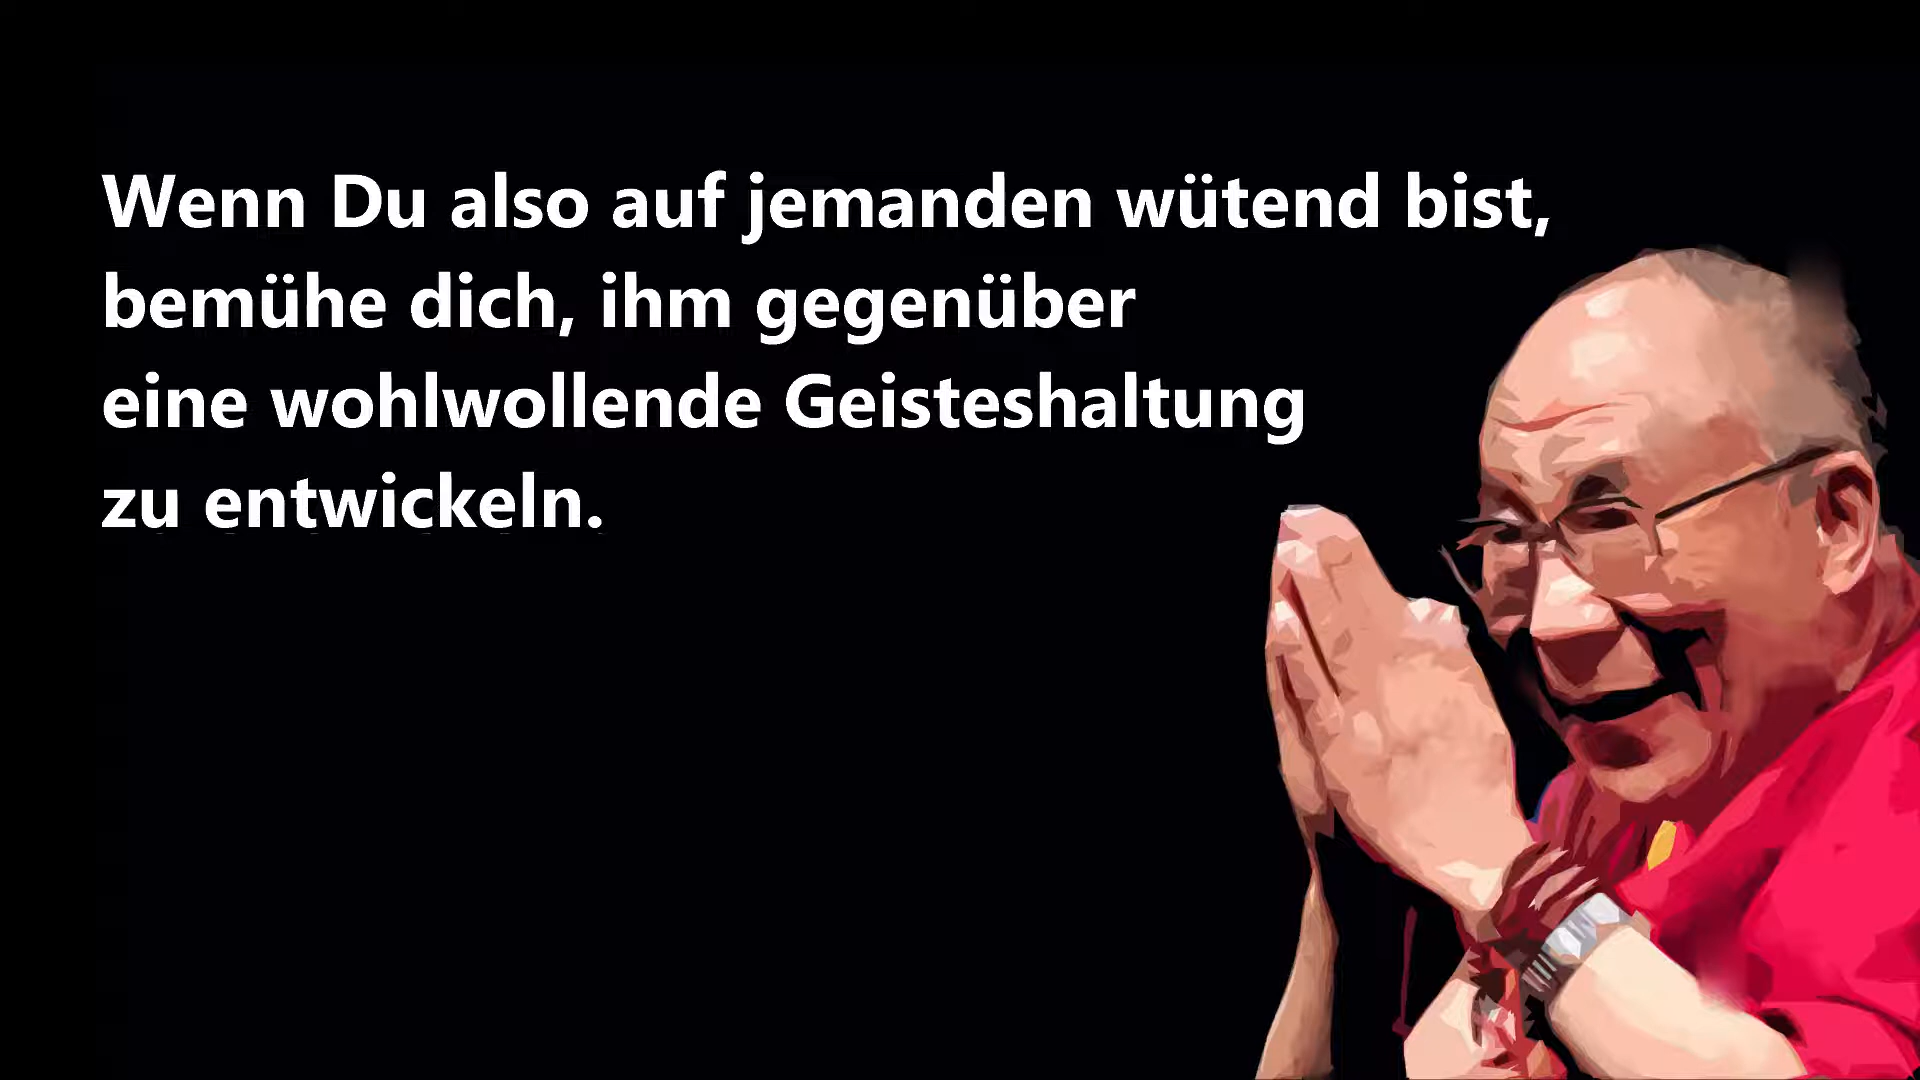 Wenn Du also auf jemanden wütend bist,
bemühe dich, ihm gegenüber
eine wohlwollende Geisteshaltung
zu entwickeln.